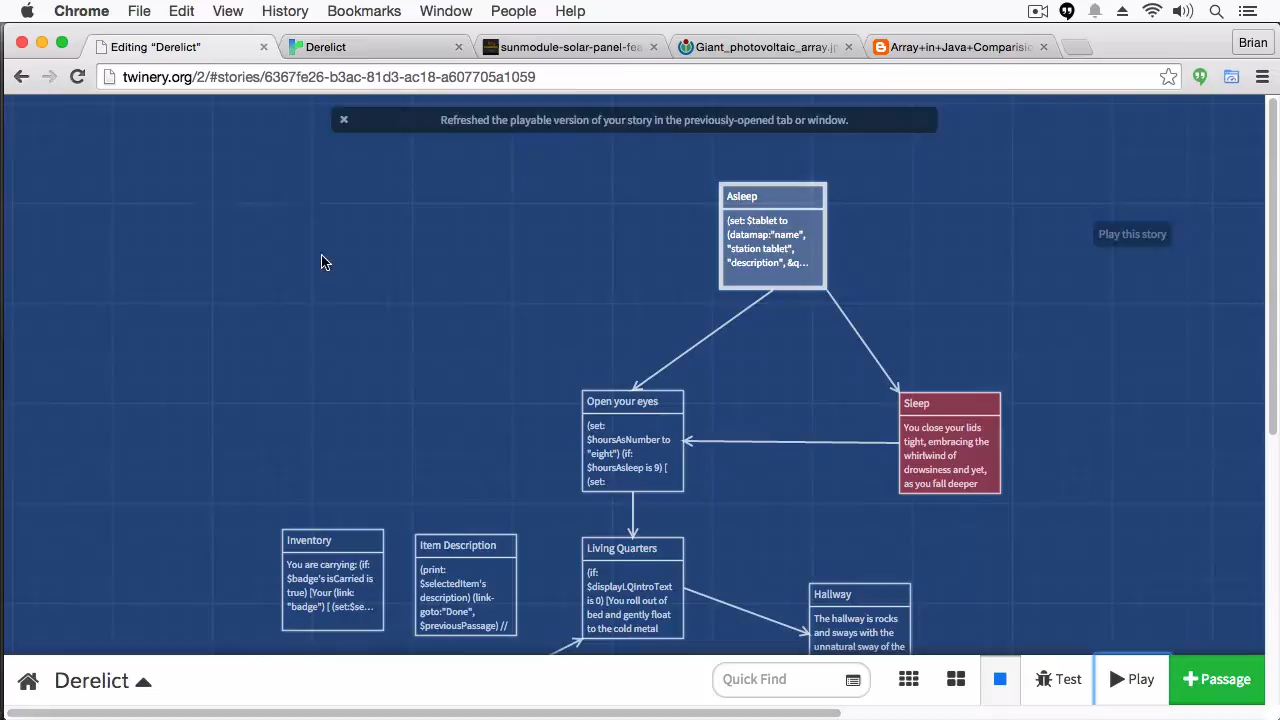 Chrome File Edit View History Bookmarks Window People Help
Editing "Derelict" × Derelict × sunmodule-solar-panel-fea × Giant_photovoltaic_array.j × Array+in+Java+Comparisio × Brian
twinery.org/2/#stories/6367fe26-b3ac-81d3-ac18-a607705a1059
× Refreshed the playable version of your story in the previously-opened tab or window.
Asleep
(set: $tablet to
(datamap:"name",
"station tablet",
"description", &q...
Play this story
Open your eyes
(set:
$hoursAsNumber to
"eight") (if:
$hoursAsleep is 9) [
(set:
Sleep
You close your lids
tight, embracing the
whirlwind of
drowsiness and yet,
as you fall deeper
Inventory
You are carrying: (if:
$badge's isCarried is
true) [Your (link:
"badge") [ (set:$se...
Item Description
(print:
$selectedItem's
description) (link-
goto:"Done",
$previousPassage) //
Living Quarters
(if:
$displayLQIntroText
is 0) [You roll out of
bed and gently float
to the cold metal
Hallway
The hallway is rocks
and sways with the
unnatural sway of the
Derelict Quick Find Test Play +Passage